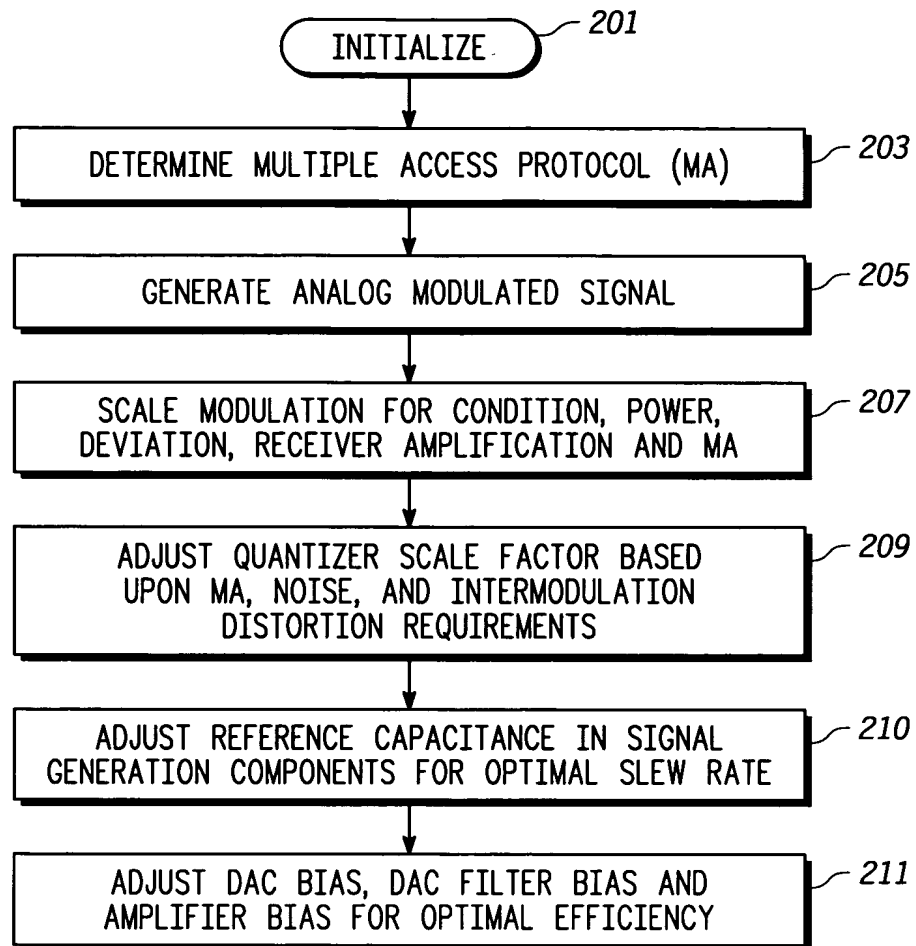 INITIALIZE
201
DETERMINE MULTIPLE ACCESS PROTOCOL (MA)
203
GENERATE ANALOG MODULATED SIGNAL
205
SCALE MODULATION FOR CONDITION, POWER,
DEVIATION, RECEIVER AMPLIFICATION AND MA
207
ADJUST QUANTIZER SCALE FACTOR BASED
UPON MA, NOISE, AND INTERMODULATION
DISTORTION REQUIREMENTS
209
ADJUST REFERENCE CAPACITANCE IN SIGNAL
GENERATION COMPONENTS FOR OPTIMAL SLEW RATE
210
ADJUST DAC BIAS, DAC FILTER BIAS AND
AMPLIFIER BIAS FOR OPTIMAL EFFICIENCY
211